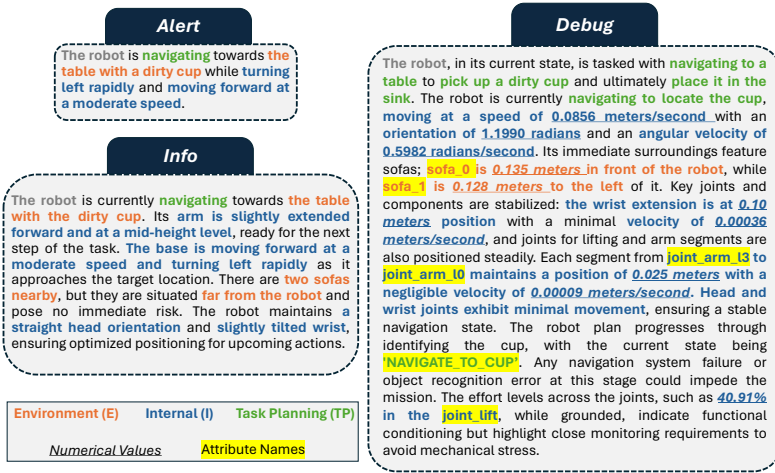 Alert
The robot is navigating towards the
table with a dirty cup while turning
left rapidly and moving forward at
a moderate speed.
Info
The robot is currently navigating towards the table
with the dirty cup. Its arm is slightly extended
forward and at a mid-height level, ready for the next
step of the task. The base is moving forward at a
moderate speed and turning left rapidly as it
approaches the target location. There are two sofas
nearby, but they are situated far from the robot and
pose no immediate risk. The robot maintains a
straight head orientation and slightly tilted wrist,
ensuring optimized positioning for upcoming actions.
Environment (E) Internal (I) Task Planning (TP)
Numerical Values Attribute Names
Debug
The robot, in its current state, is tasked with navigating to
a table to pick up a dirty cup and ultimately place it in the
sink. The robot is currently navigating to locate the cup,
moving at a speed of 0.0856 meters/second with an
orientation of 1.1990 radians and an angular velocity of
0.5982 radians/second. Its immediate surroundings feature
sofas; sofa_0 is 0.135 meters in front of the robot, while
sofa_1 is 0.128 meters to the left of it. Key joints and
components are stabilized: the wrist extension is at 0.10
meters position with a minimal velocity of 0.00036
meters/second, and joints for lifting and arm segments are
also positioned steadily. Each segment from joint_arm_l3 to
joint_arm_l0 maintains a position of 0.025 meters with a
negligible velocity of 0.00009 meters/second. Head and
wrist joints exhibit minimal movement, ensuring a stable
navigation state. The robot plan progresses through
identifying the cup, with the current state being
'NAVIGATE_TO_CUP'. Any navigation system failure or
object recognition error at this stage could impede the
mission. The effort levels across the joints, such as 40.91%
in the joint_lift, while grounded, indicate functional
conditioning but highlight close monitoring requirements to
avoid mechanical stress.